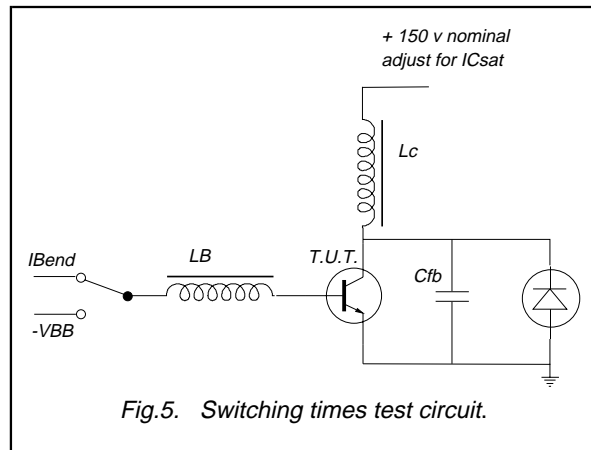 + 150 v nominal
adjust for ICsat
Lc
IBend
LB
T.U.T.
Cfb
-VBB
Fig.5. Switching times test circuit.